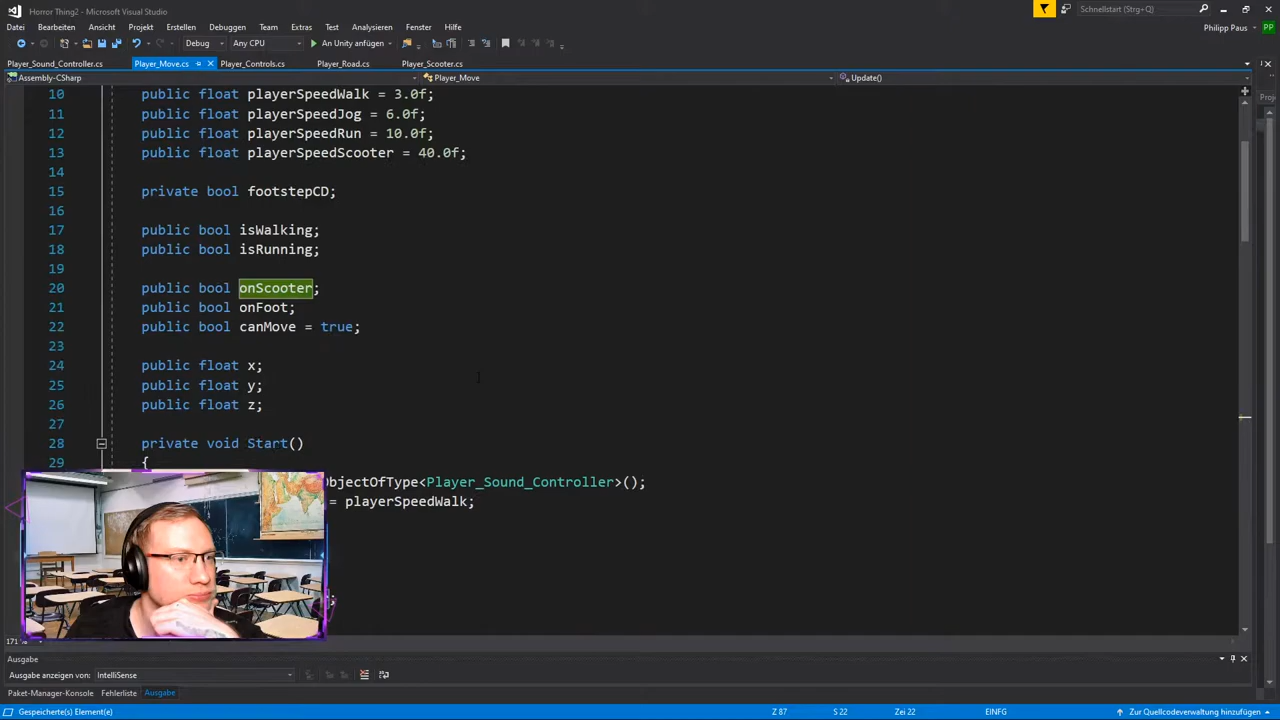 Horror Thing2 - Microsoft Visual Studio
Schnellstart (Strg+Q)
Datei Bearbeiten Ansicht Projekt Erstellen Debuggen Team Extras Test Analysieren Fenster Hilfe
Philipp Paus PP
Debug Any CPU An Unity anfügen
Player_Sound_Controller.cs Player_Move.cs Player_Controls.cs Player_Road.cs Player_Scooter.cs
Assembly-CSharp Player_Move Update()
Proj
10 public float playerSpeedWalk = 3.0f;
11 public float playerSpeedJog = 6.0f;
12 public float playerSpeedRun = 10.0f;
13 public float playerSpeedScooter = 40.0f;
14
15 private bool footstepCD;
16
17 public bool isWalking;
18 public bool isRunning;
19
20 public bool onScooter;
21 public bool onFoot;
22 public bool canMove = true;
23
24 public float x;
25 public float y;
26 public float z;
27
28 private void Start()
29 {
ObjectOfType<Player_Sound_Controller>();
= playerSpeedWalk;
;
171 %
Ausgabe
Ausgabe anzeigen von: IntelliSense
Paket-Manager-Konsole Fehlerliste Ausgabe
Gespeicherte(s) Element(e) Z 87 S 22 Zei 22 EINFG Zur Quellcodeverwaltung hinzufügen